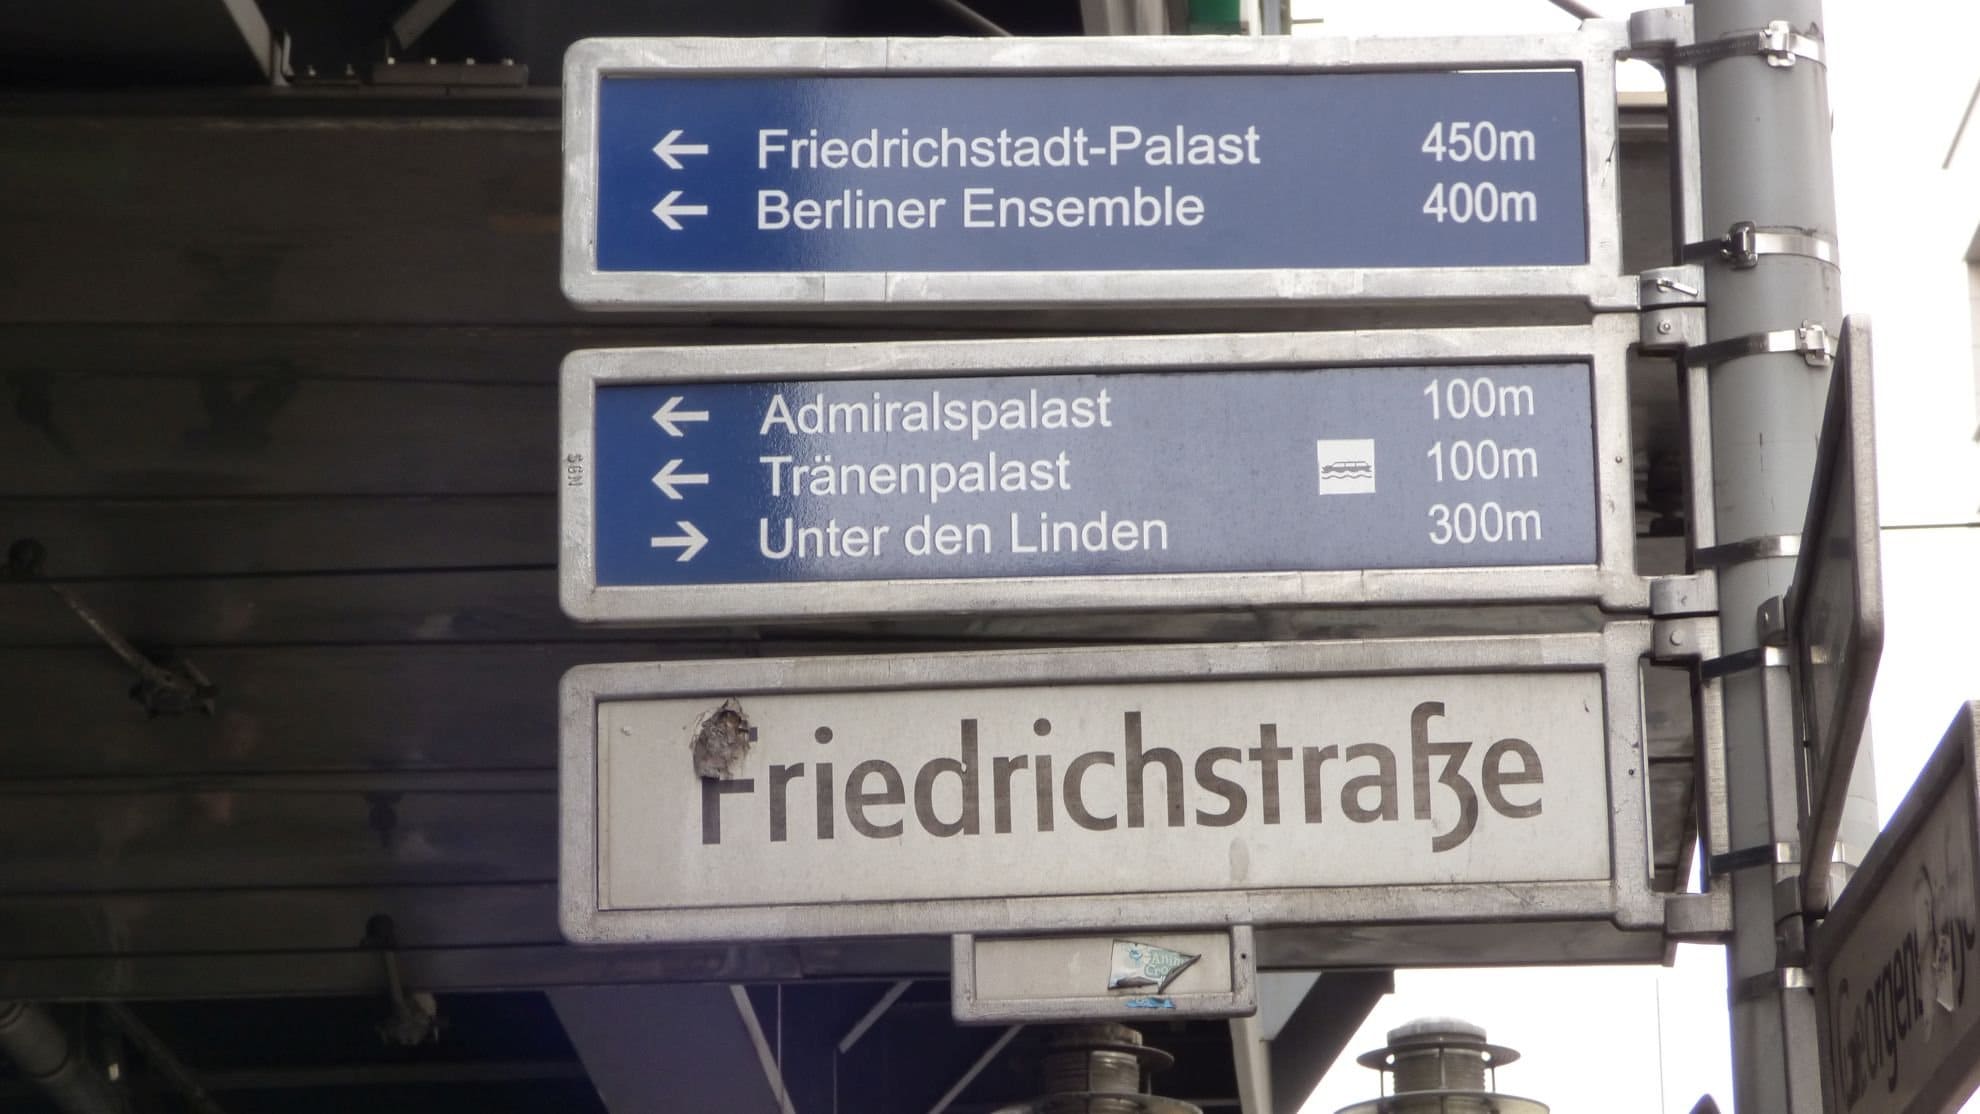 ← Friedrichstadt-Palast 450m
← Berliner Ensemble 400m
← Admiralspalast 100m
← Tränenpalast 100m
→ Unter den Linden 300m
Friedrichstraße